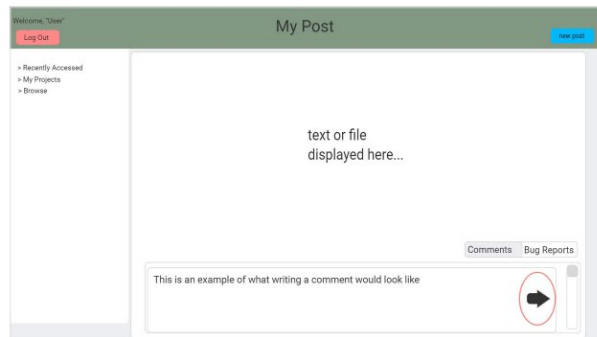 Welcome, "User"
Log Out
My Post
new post
> Recently Accessed
> My Projects
> Browse
text or file
displayed here...
Comments Bug Reports
This is an example of what writing a comment would look like